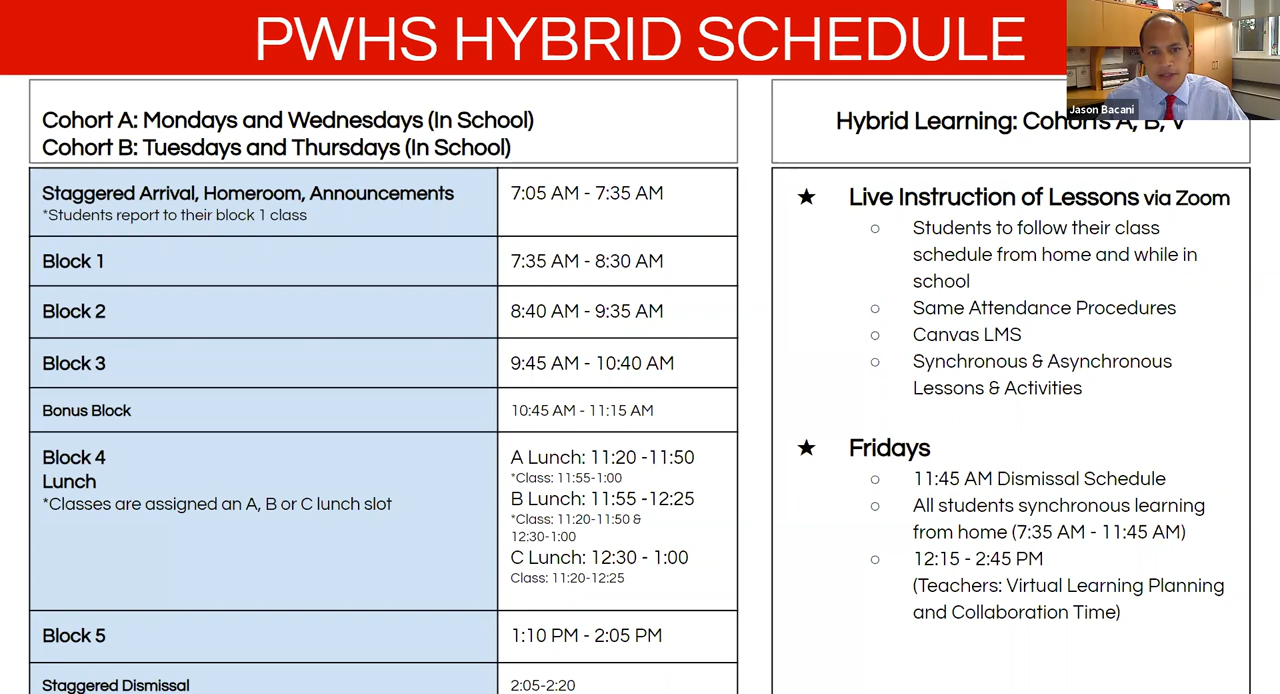 PWHS HYBRID SCHEDULE
Jason Bacani
Cohort A: Mondays and Wednesdays (In School)
Cohort B: Tuesdays and Thursdays (In School)
Hybrid Learning: Cohorts A, B, V
Staggered Arrival, Homeroom, Announcements
*Students report to their block 1 class
7:05 AM - 7:35 AM
Block 1
7:35 AM - 8:30 AM
Block 2
8:40 AM - 9:35 AM
Block 3
9:45 AM - 10:40 AM
Bonus Block
10:45 AM - 11:15 AM
Block 4
Lunch
*Classes are assigned an A, B or C lunch slot
A Lunch: 11:20 -11:50
*Class: 11:55-1:00
B Lunch: 11:55 -12:25
*Class: 11:20-11:50 &
12:30-1:00
C Lunch: 12:30 - 1:00
Class: 11:20-12:25
Block 5
1:10 PM - 2:05 PM
Staggered Dismissal
2:05-2:20
★ Live Instruction of Lessons via Zoom
○ Students to follow their class
schedule from home and while in
school
○ Same Attendance Procedures
○ Canvas LMS
○ Synchronous & Asynchronous
Lessons & Activities
★ Fridays
○ 11:45 AM Dismissal Schedule
○ All students synchronous learning
from home (7:35 AM - 11:45 AM)
○ 12:15 - 2:45 PM
(Teachers: Virtual Learning Planning
and Collaboration Time)